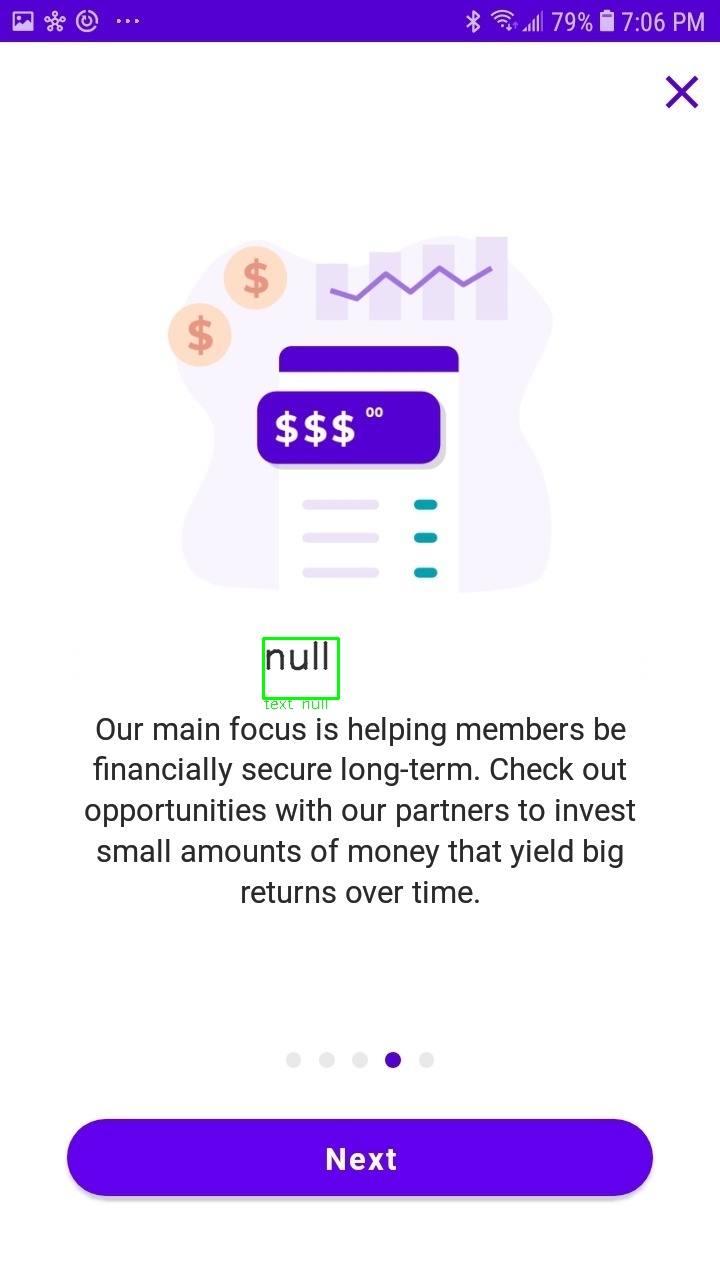 79% 7:06 PM
$
$
$$$ 00
null
text null
Our main focus is helping members be
financially secure long-term. Check out
opportunities with our partners to invest
small amounts of money that yield big
returns over time.
Next